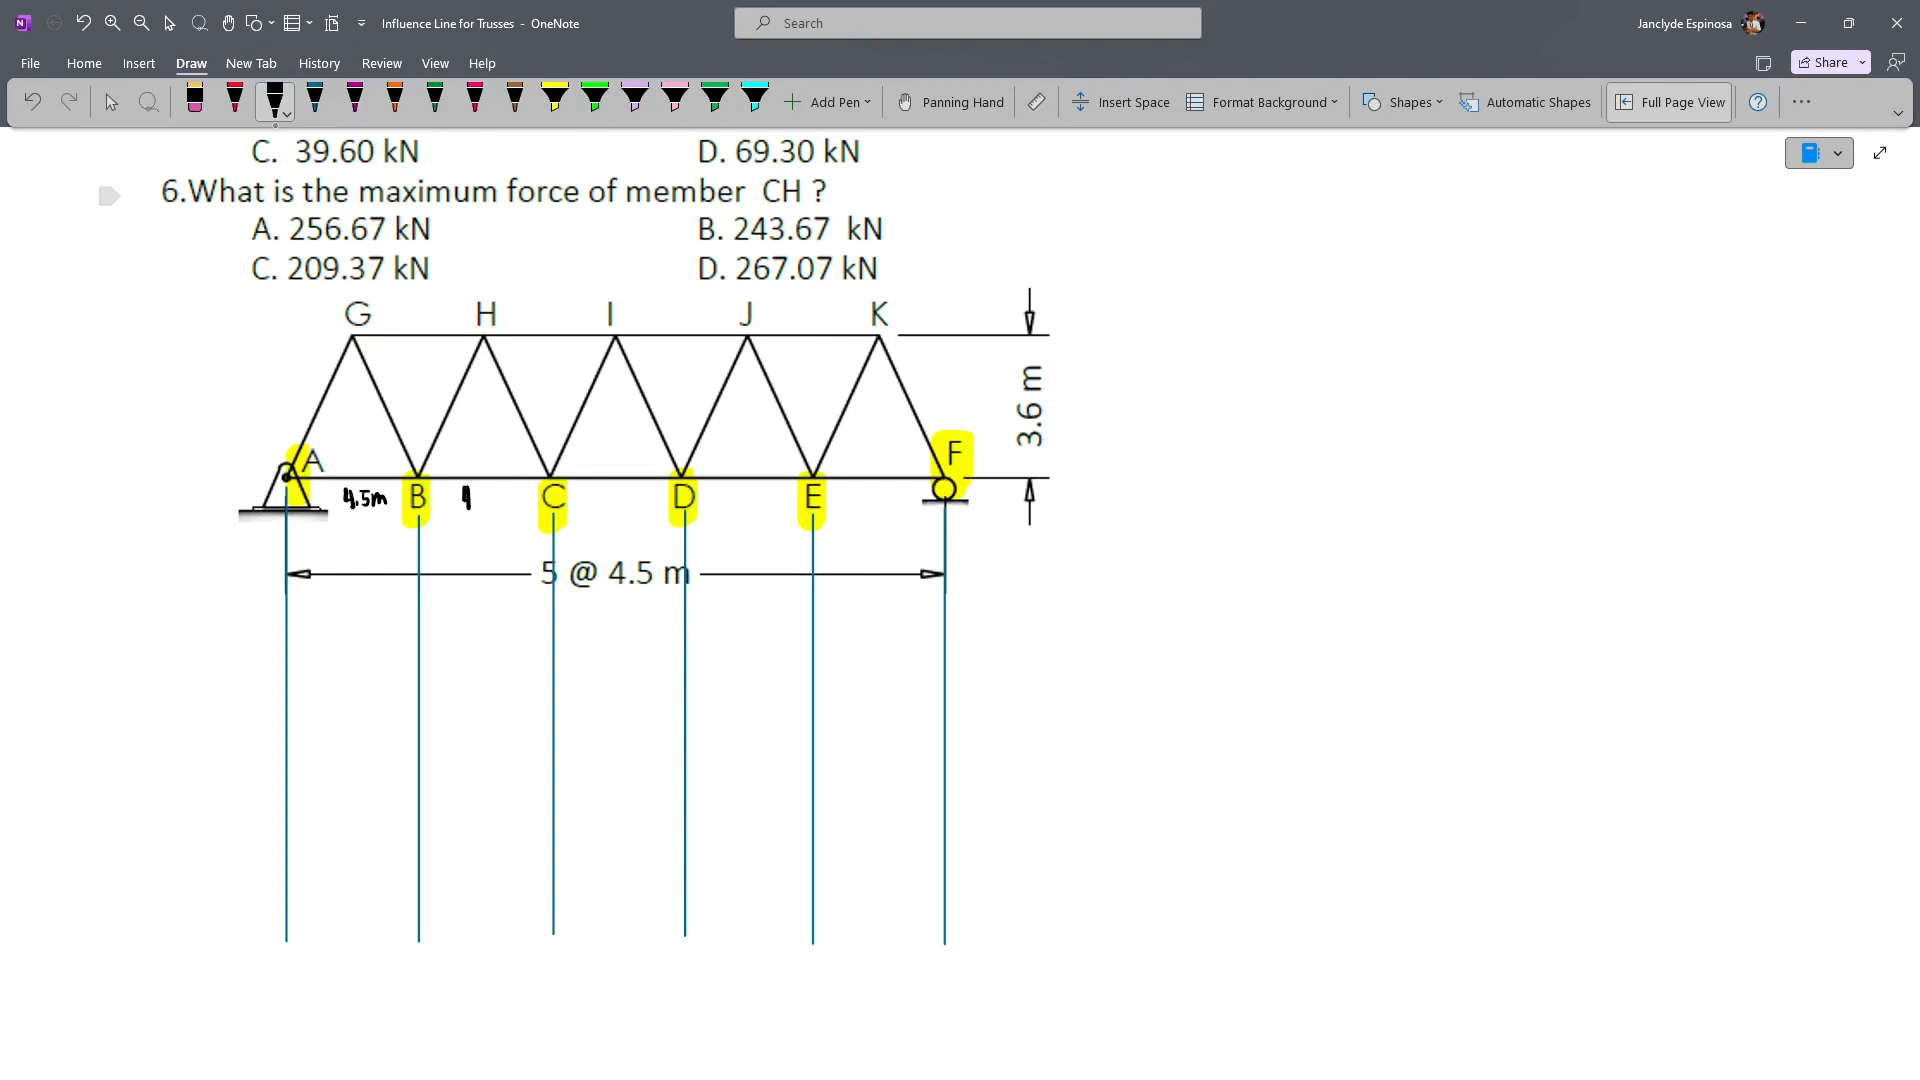 Influence Line for Trusses - OneNote
Search
Janclyde Espinosa
File Home Insert Draw New Tab History Review View Help
Share
Add Pen Panning Hand Insert Space Format Background Shapes Automatic Shapes Full Page View
C. 39.60 kN D. 69.30 kN
6.What is the maximum force of member CH ?
A. 256.67 kN B. 243.67 kN
C. 209.37 kN D. 267.07 kN
G H I J K
3.6 m
A F
4.5m B 4 C D E
5 @ 4.5 m